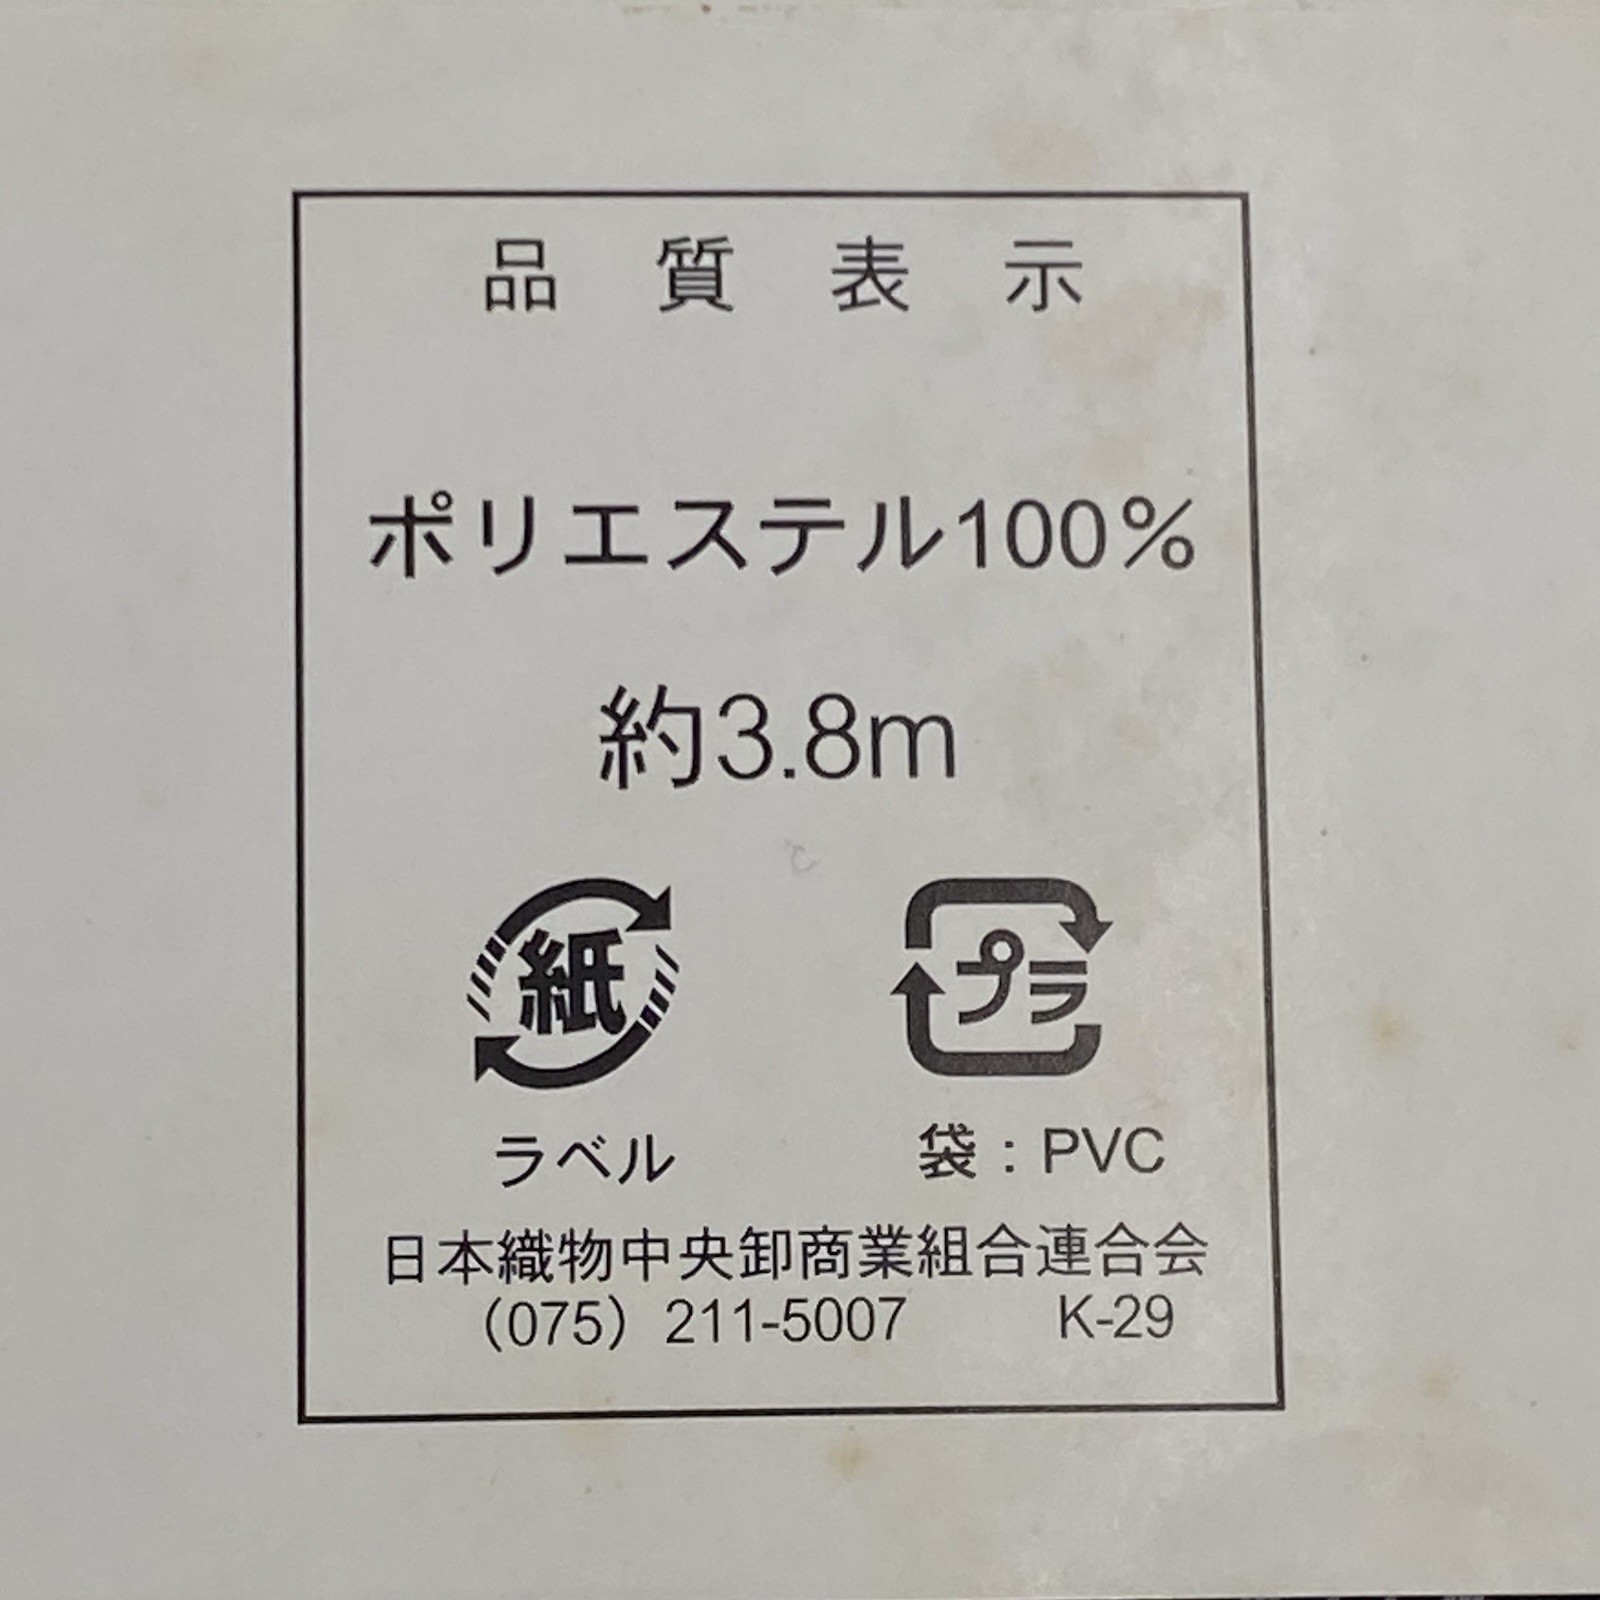 品質表示
ポリエステル100%
約3.8m
紙 プラ
ラベル 袋：PVC
日本織物中央卸商業組合連合会
（075）211-5007 K-29